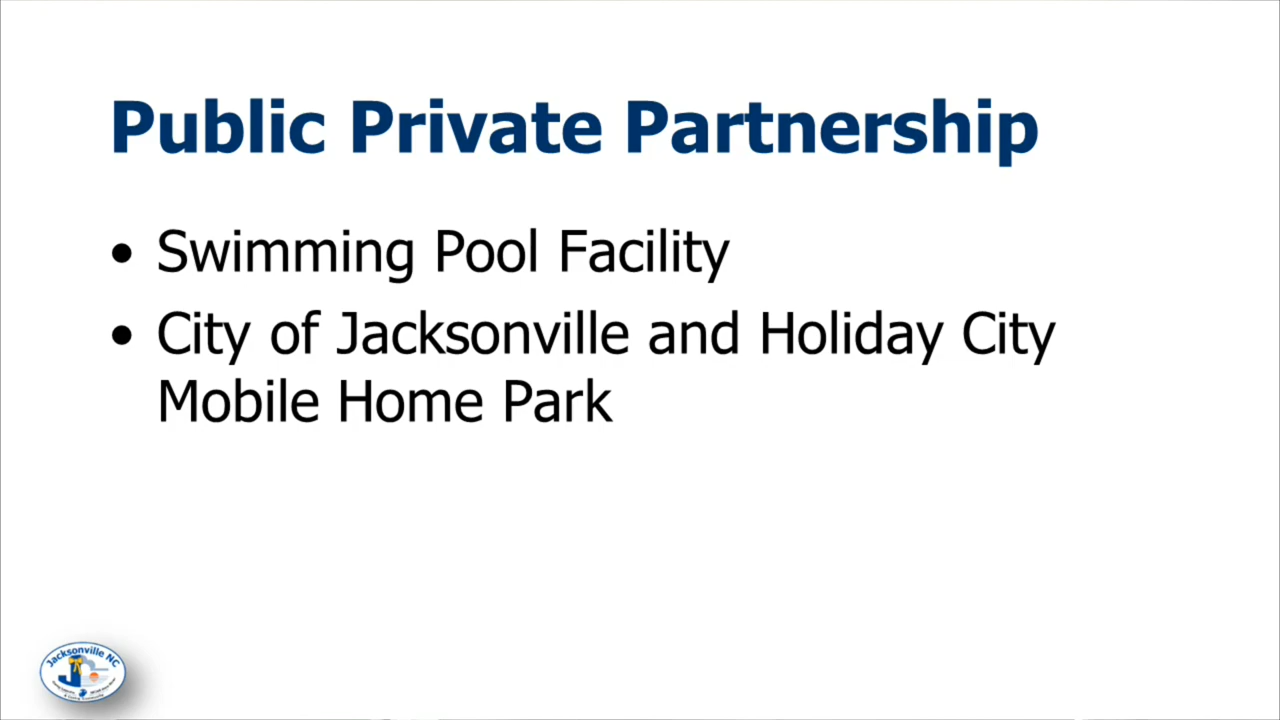 Public Private Partnership
• Swimming Pool Facility
• City of Jacksonville and Holiday City
Mobile Home Park
Jacksonville NC